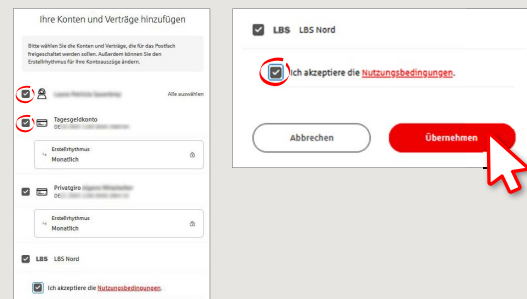 Ihre Konten und Verträge hinzufügen
Bitte wählen Sie die Konten und Verträge, die für das Postfach
freigeschaltet werden sollen. Außerdem können Sie den
Erstellrhythmus für Ihre Kontoauszüge ändern.
Alle auswählen
Tagesgeldkonto
DE
Erstellrhythmus
Monatlich
Privatgiro
DE
Erstellrhythmus
Monatlich
LBS LBS Nord
Ich akzeptiere die Nutzungsbedingungen.
LBS LBS Nord
Ich akzeptiere die Nutzungsbedingungen.
Abbrechen
Übernehmen